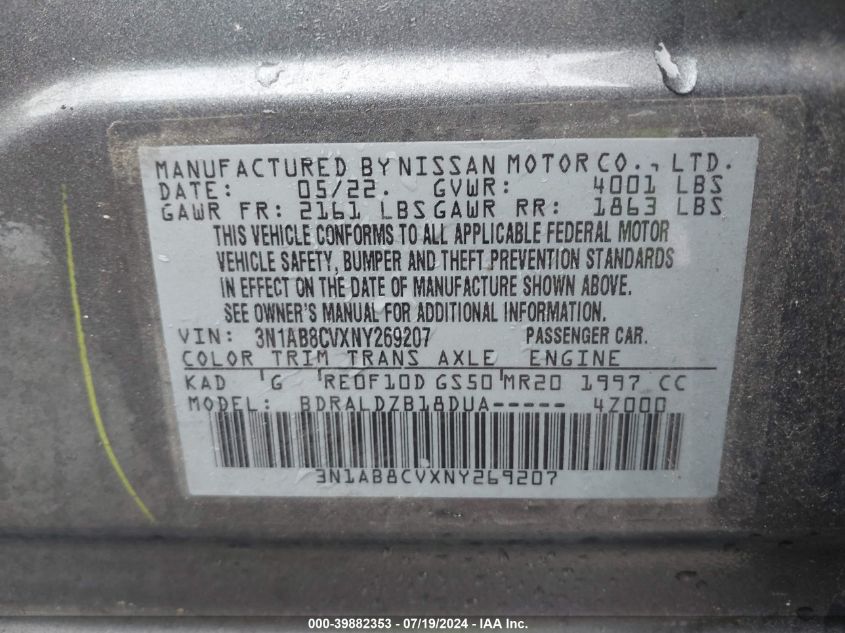 MANUFACTURED BY NISSAN MOTOR CO., LTD.
DATE: 05/22. GVWR: 4001 LBS
GAWR FR: 2161 LBS GAWR RR: 1863 LBS
THIS VEHICLE CONFORMS TO ALL APPLICABLE FEDERAL MOTOR
VEHICLE SAFETY, BUMPER AND THEFT PREVENTION STANDARDS
IN EFFECT ON THE DATE OF MANUFACTURE SHOWN ABOVE.
SEE OWNER'S MANUAL FOR ADDITIONAL INFORMATION.
VIN: 3N1AB8CVXNY269207 PASSENGER CAR.
COLOR TRIM TRANS AXLE ENGINE
KAD G RE0F10D GS50 MR20 1997 CC
MODEL: BDRALDZB18DUA----- 4Z000
3N1AB8CVXNY269207
000-39882353 - 07/19/2024 - IAA Inc.